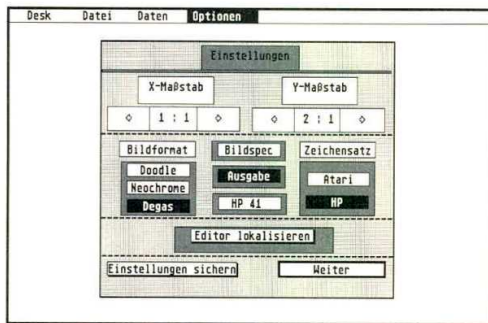 Desk Datei Daten Optionen
Einstellungen
X-Maßstab Y-Maßstab
◇ 1 : 1 ◇ ◇ 2 : 1 ◇
Bildformat Bildspec Zeichensatz
Doodle
Neochrome
Degas
Ausgabe
HP 41
Atari
HP
Editor lokalisieren
Einstellungen sichern Weiter